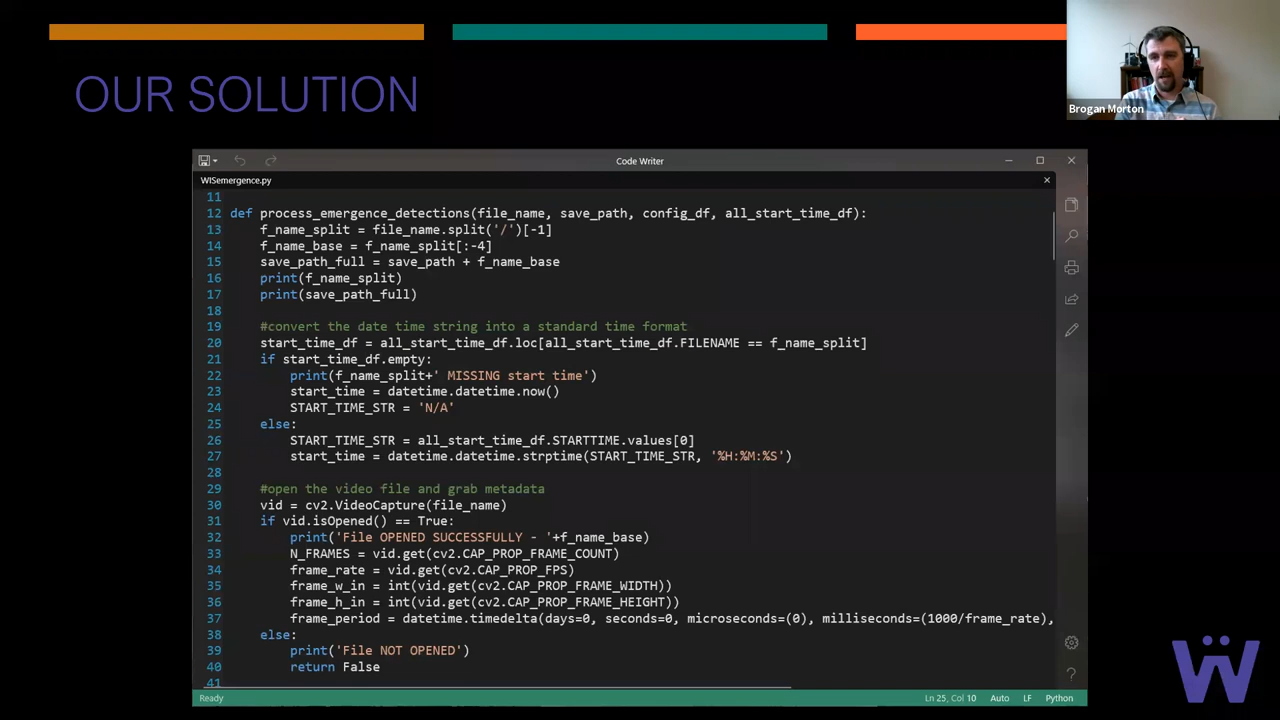 OUR SOLUTION
Brogan Morton
Code Writer
WISemergence.py
11
12 def process_emergence_detections(file_name, save_path, config_df, all_start_time_df):
13 f_name_split = file_name.split('/')[-1]
14 f_name_base = f_name_split[:-4]
15 save_path_full = save_path + f_name_base
16 print(f_name_split)
17 print(save_path_full)
18
19 #convert the date time string into a standard time format
20 start_time_df = all_start_time_df.loc[all_start_time_df.FILENAME == f_name_split]
21 if start_time_df.empty:
22 print(f_name_split+' MISSING start time')
23 start_time = datetime.datetime.now()
24 START_TIME_STR = 'N/A'
25 else:
26 START_TIME_STR = all_start_time_df.STARTTIME.values[0]
27 start_time = datetime.datetime.strptime(START_TIME_STR, '%H:%M:%S')
28
29 #open the video file and grab metadata
30 vid = cv2.VideoCapture(file_name)
31 if vid.isOpened() == True:
32 print('File OPENED SUCCESSFULLY - '+f_name_base)
33 N_FRAMES = vid.get(cv2.CAP_PROP_FRAME_COUNT)
34 frame_rate = vid.get(cv2.CAP_PROP_FPS)
35 frame_w_in = int(vid.get(cv2.CAP_PROP_FRAME_WIDTH))
36 frame_h_in = int(vid.get(cv2.CAP_PROP_FRAME_HEIGHT))
37 frame_period = datetime.timedelta(days=0, seconds=0, microseconds=(0), milliseconds=(1000/frame_rate),
38 else:
39 print('File NOT OPENED')
40 return False
41
Ready Ln 25, Col 10 Auto LF Python